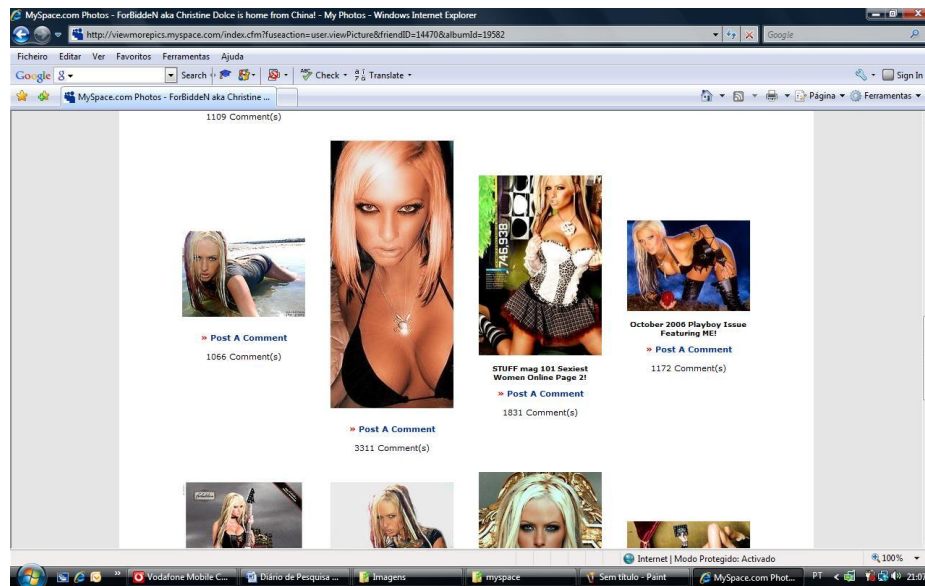 MySpace.com Photos - ForBiddeN aka Christine Dolce is home from China! - My Photos - Windows Internet Explorer
http://viewmorepics.myspace.com/index.cfm?fuseaction=user.viewPicture&friendID=14470&albumId=19582
Google
Ficheiro Editar Ver Favoritos Ferramentas Ajuda
Google Search Check Translate Sign In
MySpace.com Photos - ForBiddeN aka Christine ... Página Ferramentas
1109 Comment(s)
» Post A Comment
1066 Comment(s)
» Post A Comment
3311 Comment(s)
746,938
STUFF mag 101 Sexiest
Women Online Page 2!
» Post A Comment
1831 Comment(s)
October 2006 Playboy Issue
Featuring ME!
» Post A Comment
1172 Comment(s)
Internet | Modo Protegido: Activado 100%
Vodafone Mobile C... Diário de Pesquisa ... Imagens myspace Sem título - Paint MySpace.com Phot... PT 21:07